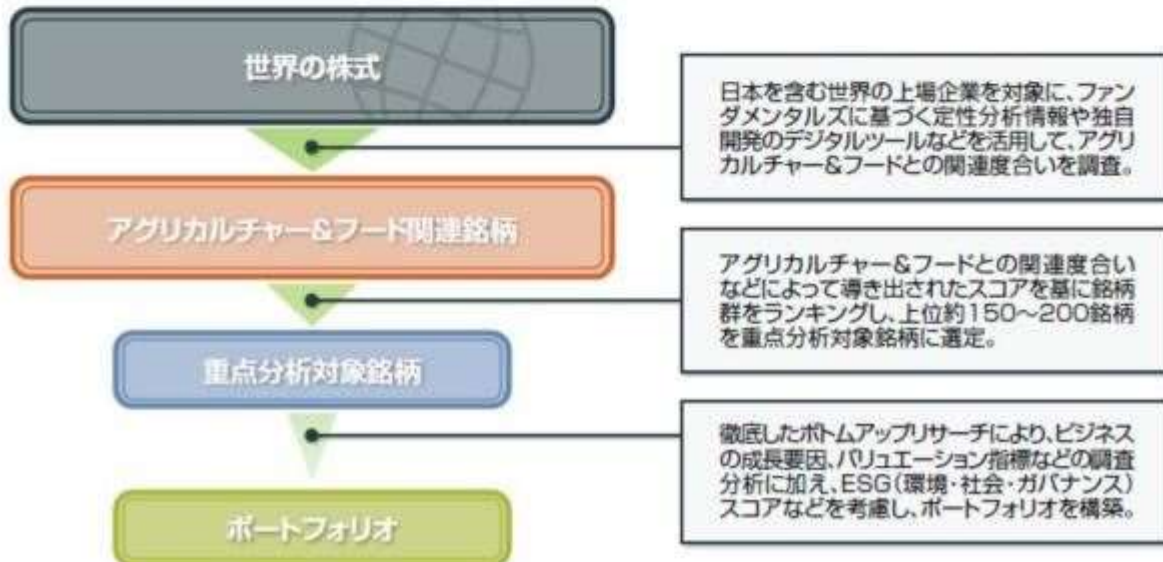 世界の株式
日本を含む世界の上場企業を対象に、ファン
ダメンタルズに基づく定性分析情報や独自
開発のデジタルツールなどを活用して、アグリ
カルチャー&フードとの関連度合いを調査。
アグリカルチャー&フード関連銘柄
アグリカルチャー&フードとの関連度合い
などによって導き出されたスコアを基に銘柄
群をランキングし、上位約150〜200銘柄
を重点分析対象銘柄に選定。
重点分析対象銘柄
徹底したボトムアップリサーチにより、ビジネス
の成長要因、バリュエーション指標などの調査
分析に加え、ESG(環境・社会・ガバナンス)
スコアなどを考慮し、ポートフォリオを構築。
ポートフォリオ